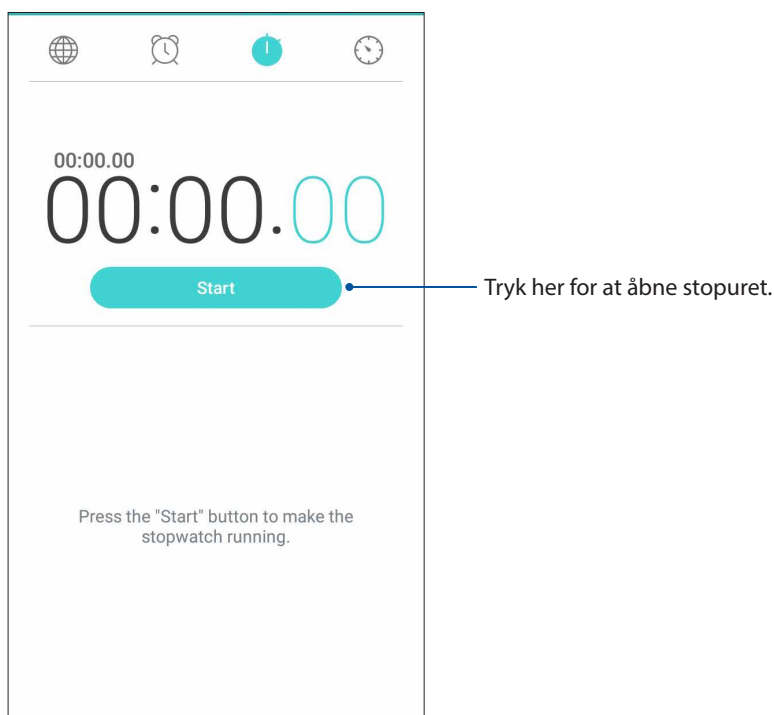 00:00.00
00:00.00
Start
Tryk her for at åbne stopuret.
Press the "Start" button to make the
stopwatch running.